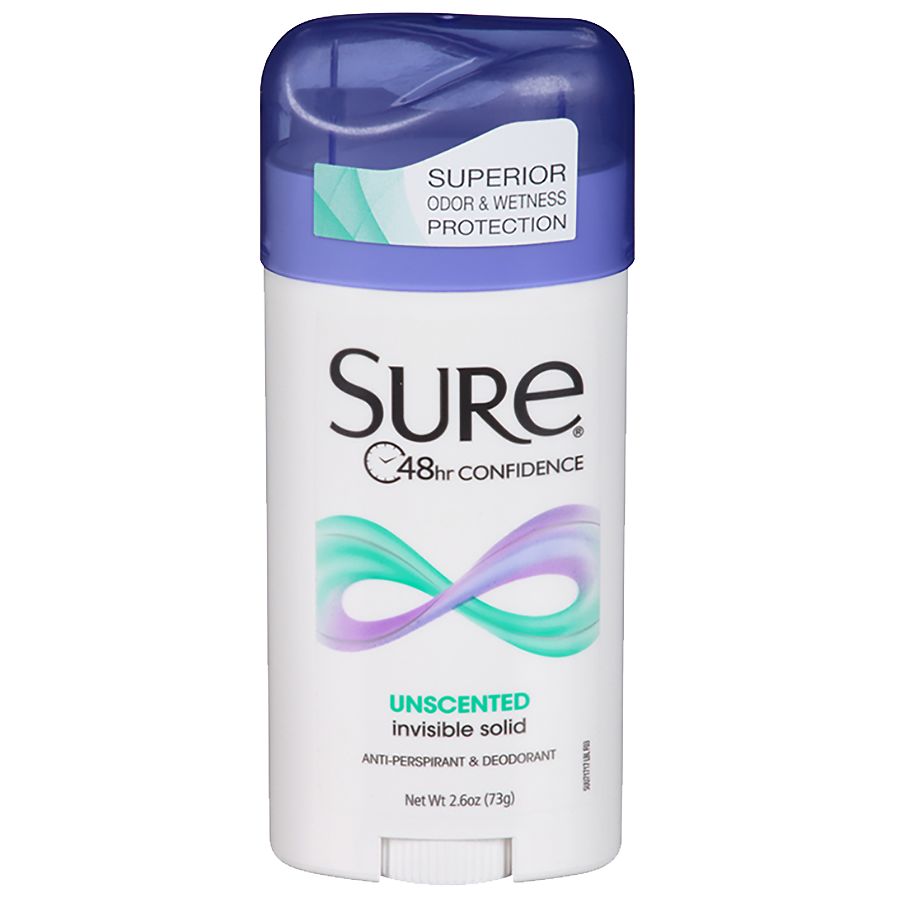 SUPERIOR
ODOR & WETNESS
PROTECTION
SURe®
48hr CONFIDENCE
UNSCENTED
invisible solid
ANTI-PERSPIRANT & DEODORANT
Net Wt 2.6oz (73g)